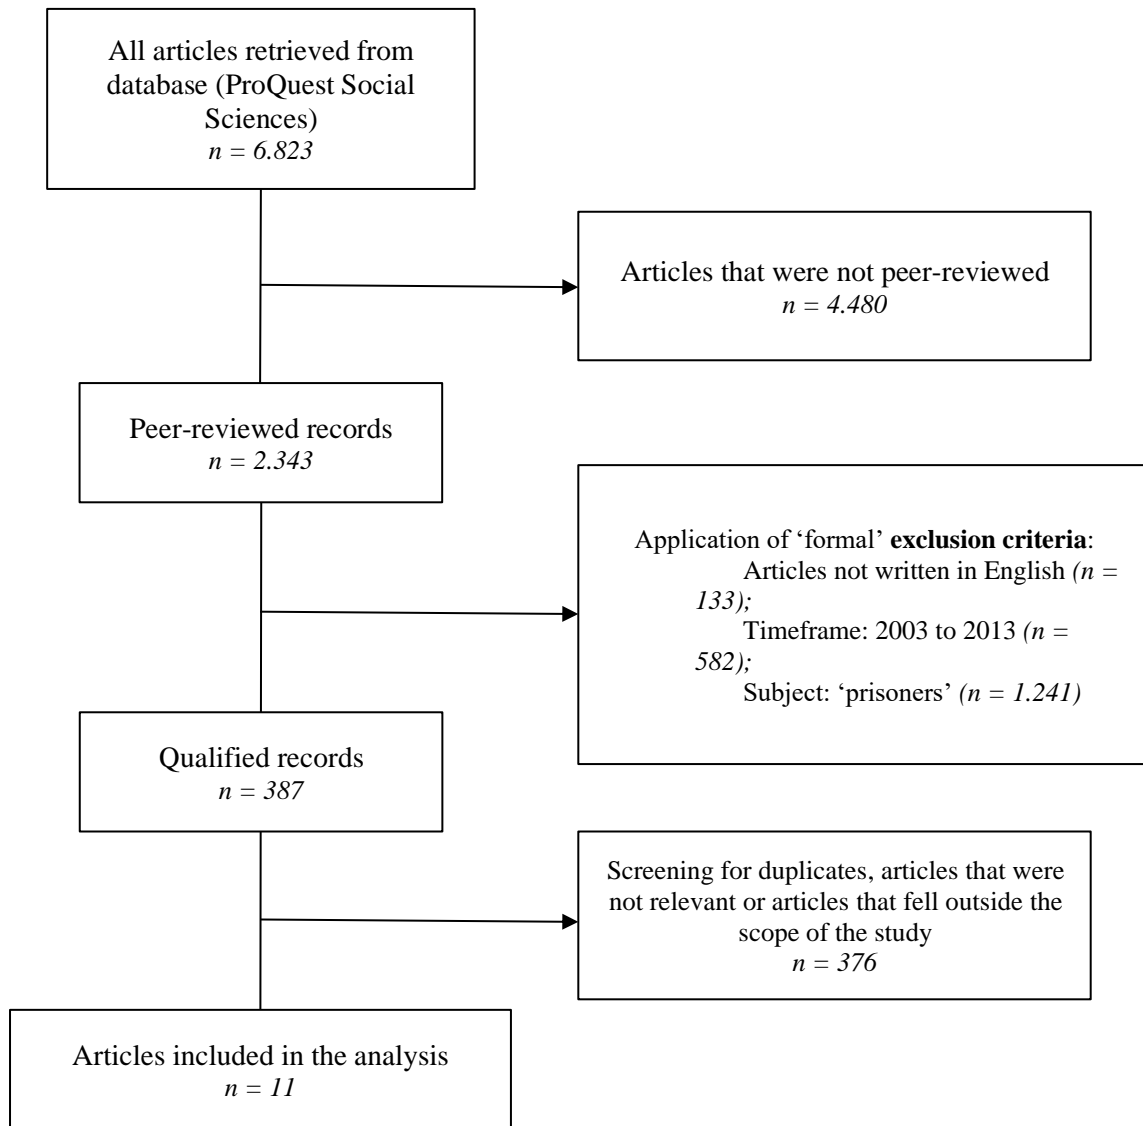 All articles retrieved from
database (ProQuest Social
Sciences)
n = 6.823
Articles that were not peer-reviewed
n = 4.480
Peer-reviewed records
n = 2.343
Application of ‘formal’ exclusion criteria:
Articles not written in English (n =
133);
Timeframe: 2003 to 2013 (n =
582);
Subject: ‘prisoners’ (n = 1.241)
Qualified records
n = 387
Screening for duplicates, articles that were
not relevant or articles that fell outside the
scope of the study
n = 376
Articles included in the analysis
n = 11